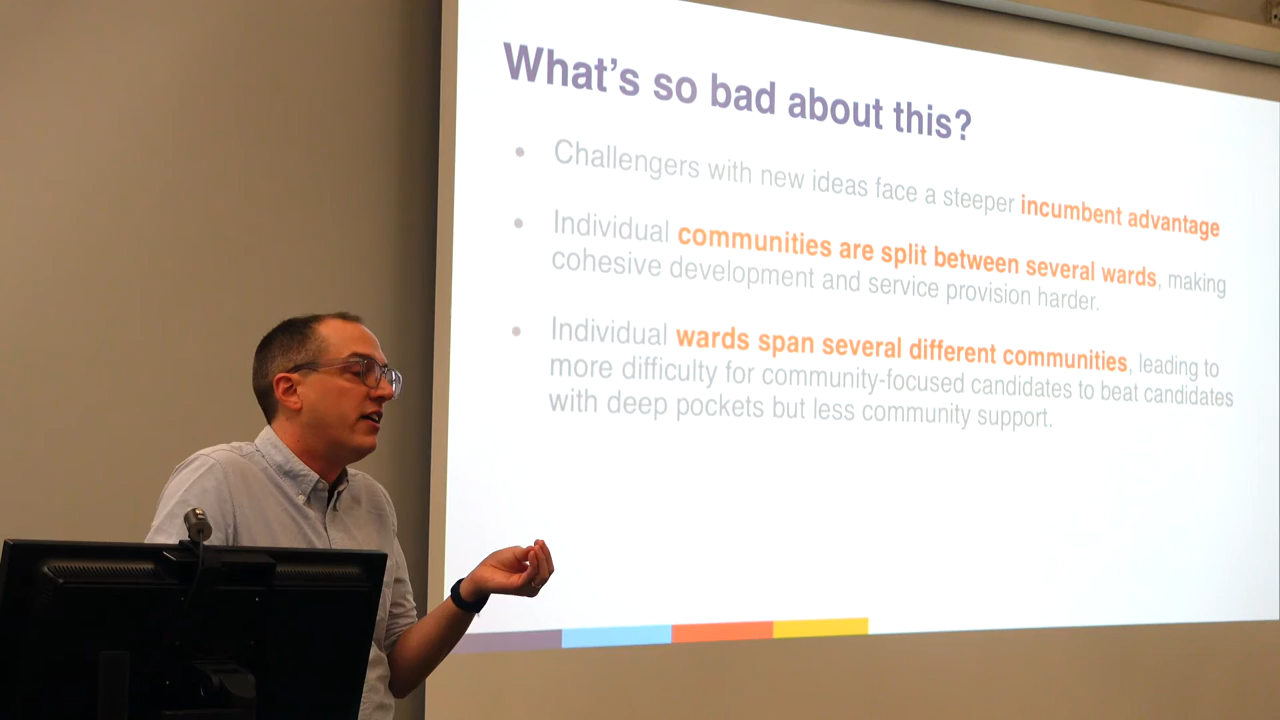 What's so bad about this?
• Challengers with new ideas face a steeper incumbent advantage
• Individual communities are split between several wards, making
cohesive development and service provision harder.
• Individual wards span several different communities, leading to
more difficulty for community-focused candidates to beat candidates
with deep pockets but less community support.